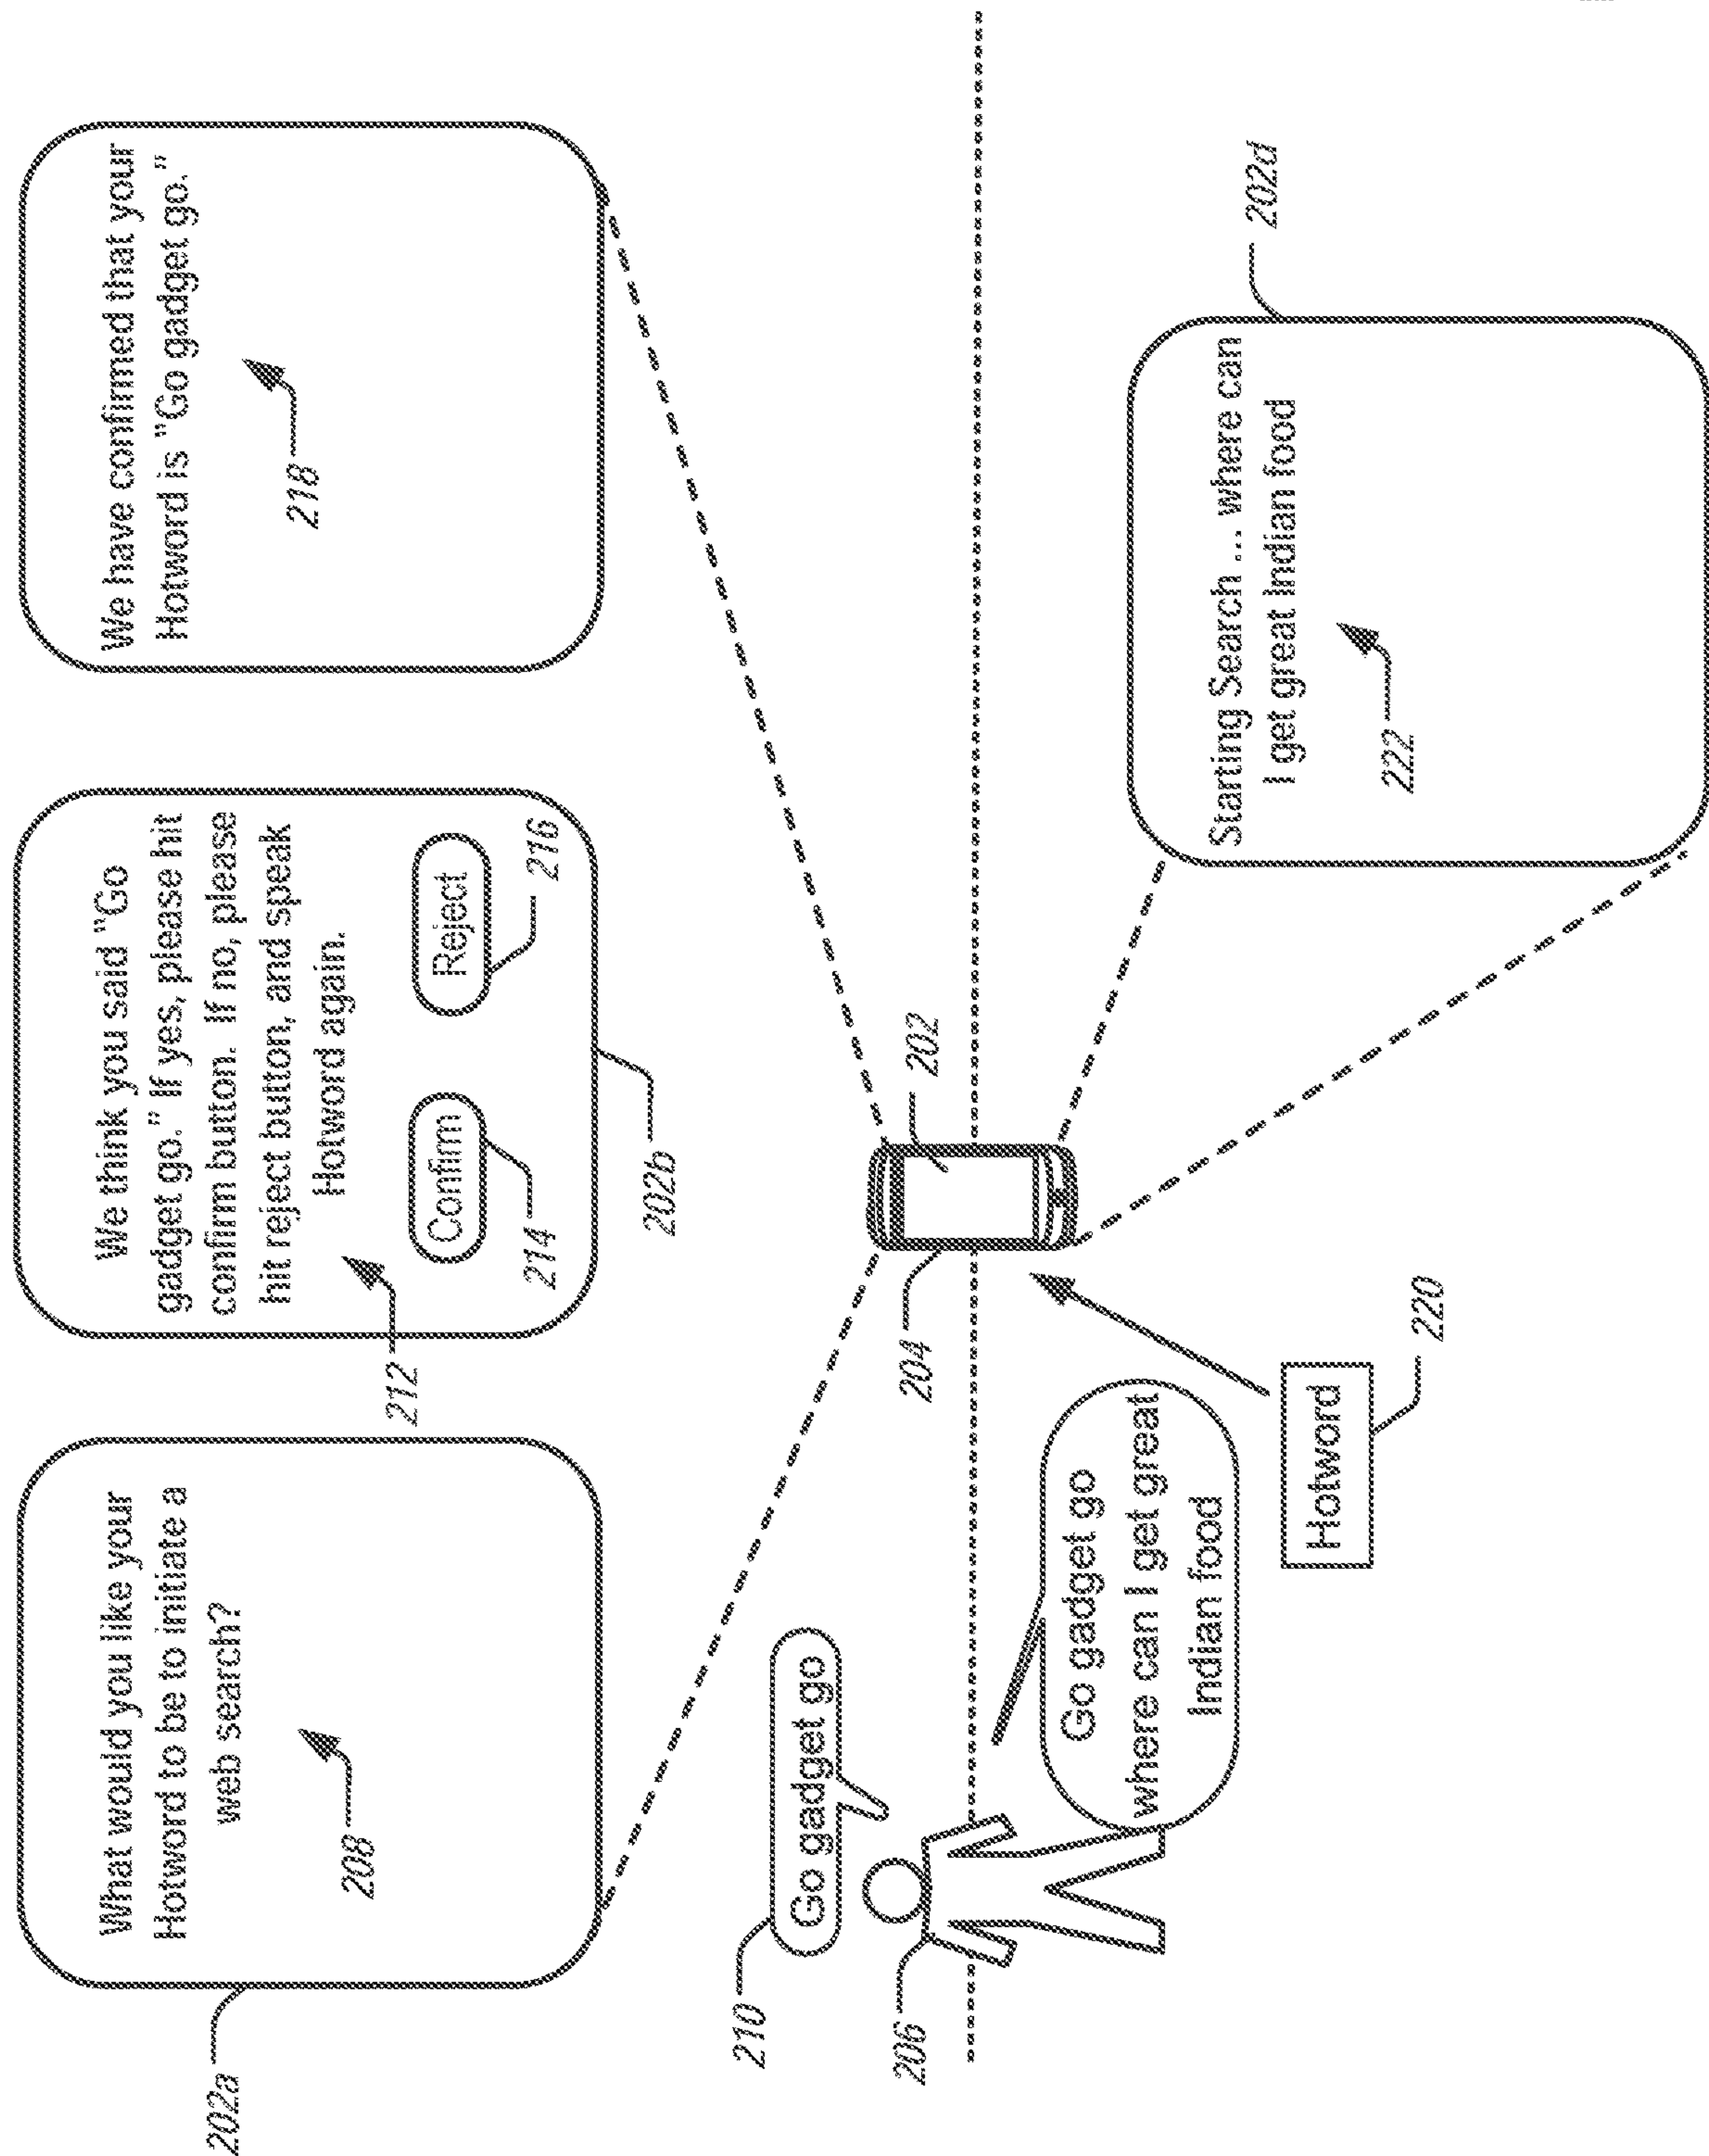 What would you like your
Hotword to be to initiate a
web search?
208
202a
We think you said "Go
gadget go." If yes, please hit
confirm button. If no, please
hit reject button, and speak
Hotword again.
Confirm
Reject
212
214
216
202b
We have confirmed that your
Hotword is "Go gadget go."
218
210
Go gadget go
206
204
202
Go gadget go
where can I get great
Indian food
Hotword
220
Starting Search ... where can
I get great Indian food
222
202d